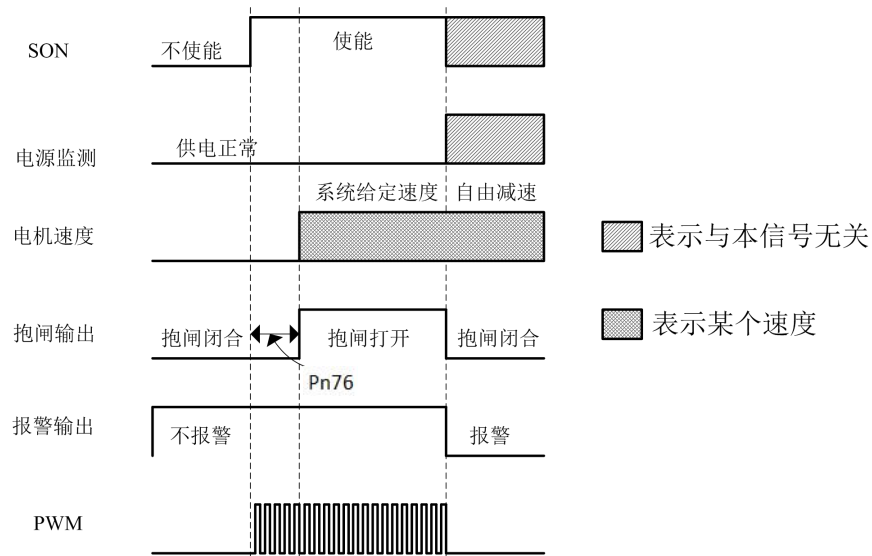 SON
不使能
使能
电源监测
供电正常
系统给定速度
自由减速
电机速度
表示与本信号无关
抱闸输出
抱闸闭合
抱闸打开
抱闸闭合
表示某个速度
Pn76
报警输出
不报警
报警
PWM